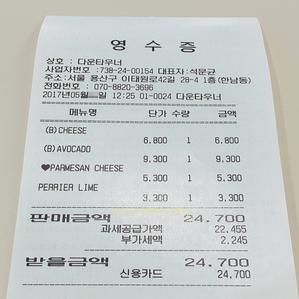 영 수 증
상호 : 다운타우너
사업자번호 :738-24-00154 대표자:석문균
주소:서울 용산구 이태원로42길 28-4 1층(한남동)
전화번호 : 070-8820-3696
2017년05월 일 12:25 01-0024 다운타우너
메뉴명 단가 수량 금액
(B)CHEESE
6,800 1 6,800
(B)AVOCADO
9,300 1 9,300
♥PARMESAN CHEESE
5,300 1 5,300
PERRIER LIME
3,300 1 3,300
판매금액 24,700
과세공급가액 22,455
부가세액 2,245
받을금액 24,700
신용카드 24,700